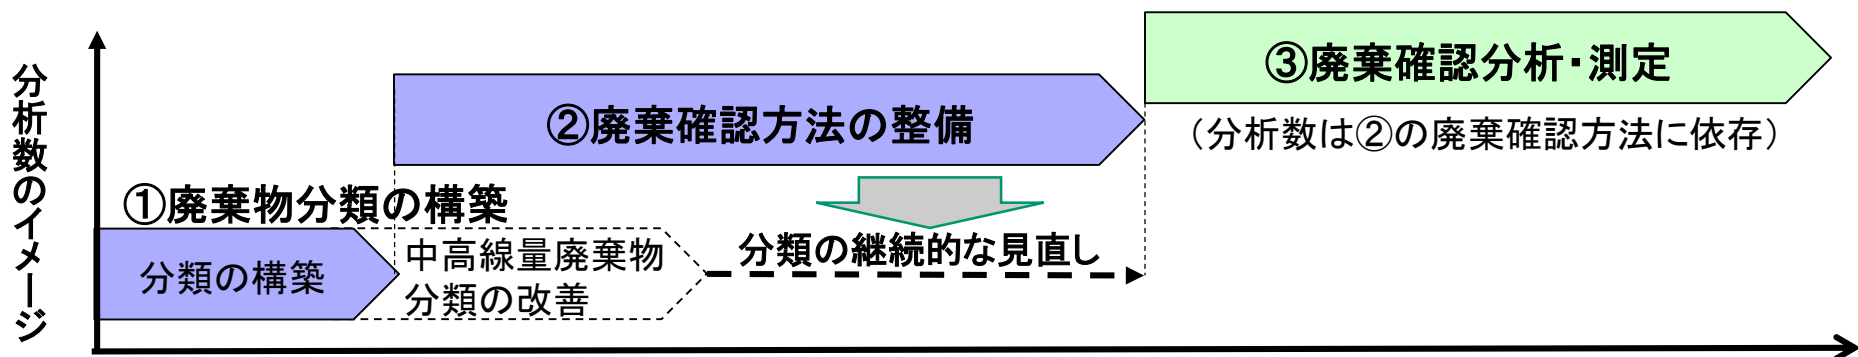 分析数のイメージ
③廃棄確認分析・測定
(分析数は②の廃棄確認方法に依存)
②廃棄確認方法の整備
①廃棄物分類の構築
分類の構築
中高線量廃棄物
分類の改善
分類の継続的な見直し